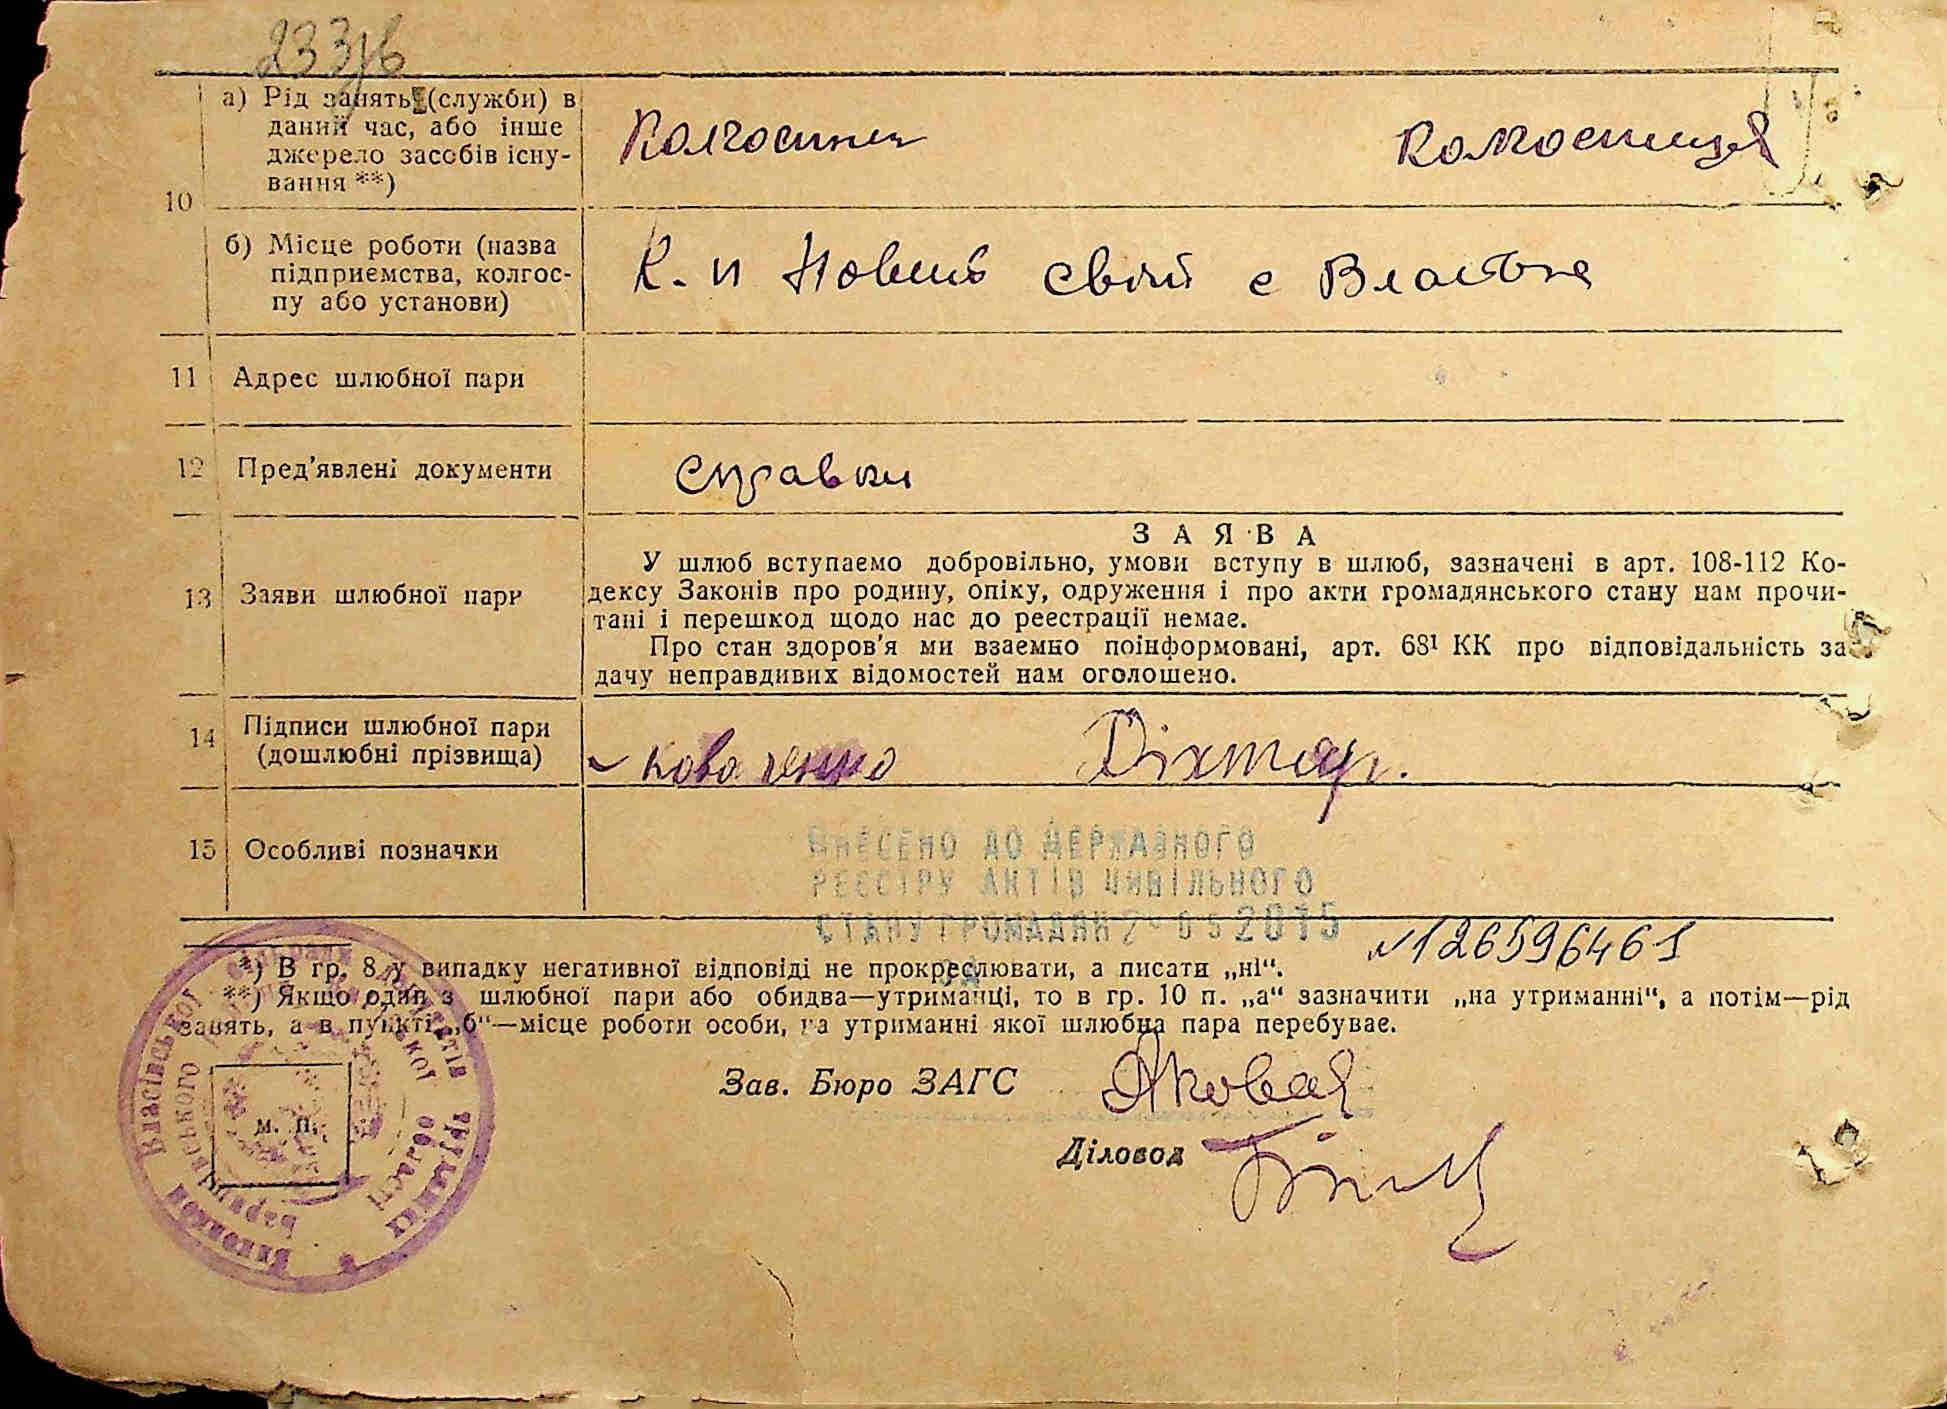 233/в
10
а) Рід занять (служби) в
даний час, або інше
джерело засобів існу-
вання **)
Колгоспник
Колгоспниця
б) Місце роботи (назва
підприємства, колгос-
пу або установи)
К. и Новий світ с Власівка
11 Адрес шлюбної пари
12 Пред'явлені документи
справки
13 Заяви шлюбної пари
ЗАЯВА
У шлюб вступаємо добровільно, умови вступу в шлюб, зазначені в арт. 108-112 Ко-
дексу Законів про родину, опіку, одруження і про акти громадянського стану нам прочи-
тані і перешкод щодо нас до реєстрації немає.
Про стан здоров'я ми взаємно поінформовані, арт. 68¹ КК про відповідальність за
дачу неправдивих відомостей нам оголошено.
14 Підписи шлюбної пари
(дошлюбні прізвища)
Коваленко Діхтяр.
15 Особливі позначки
ВНЕСЕНО ДО ДЕРЖАВНОГО
РЕЄСТРУ АКТІВ ЦИВІЛЬНОГО
СТАНУ ГРОМАДЯН 05 2015
№126596461
*) В гр. 8 у випадку негативної відповіді не прокреслювати, а писати „ні“.
**) Якщо один з шлюбної пари або обидва—утриманці, то в гр. 10 п. „а“ зазначити „на утриманні“, а потім—рід
занять, а в пункті „б“—місце роботи особи, на утриманні якої шлюбна пара перебуває.
Зав. Бюро ЗАГС
Діловод
м. п.
Власівської сільради депутатів трудящих
Виконком